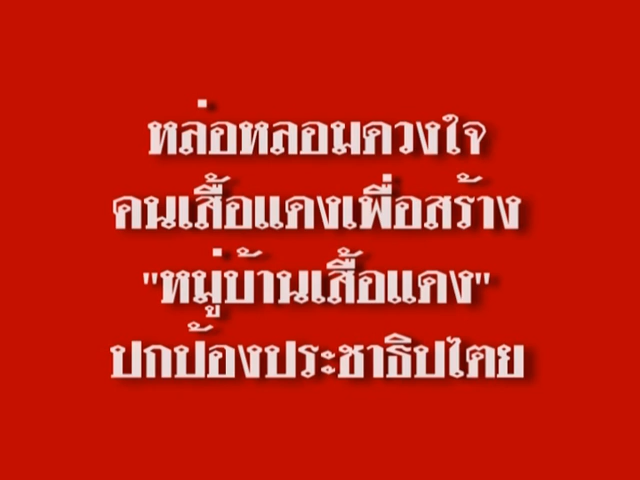 หล่อหลอมดวงใจ
คนเสื้อแดงเพื่อสร้าง
"หมู่บ้านเสื้อแดง"
ปกป้องประชาธิปไตย